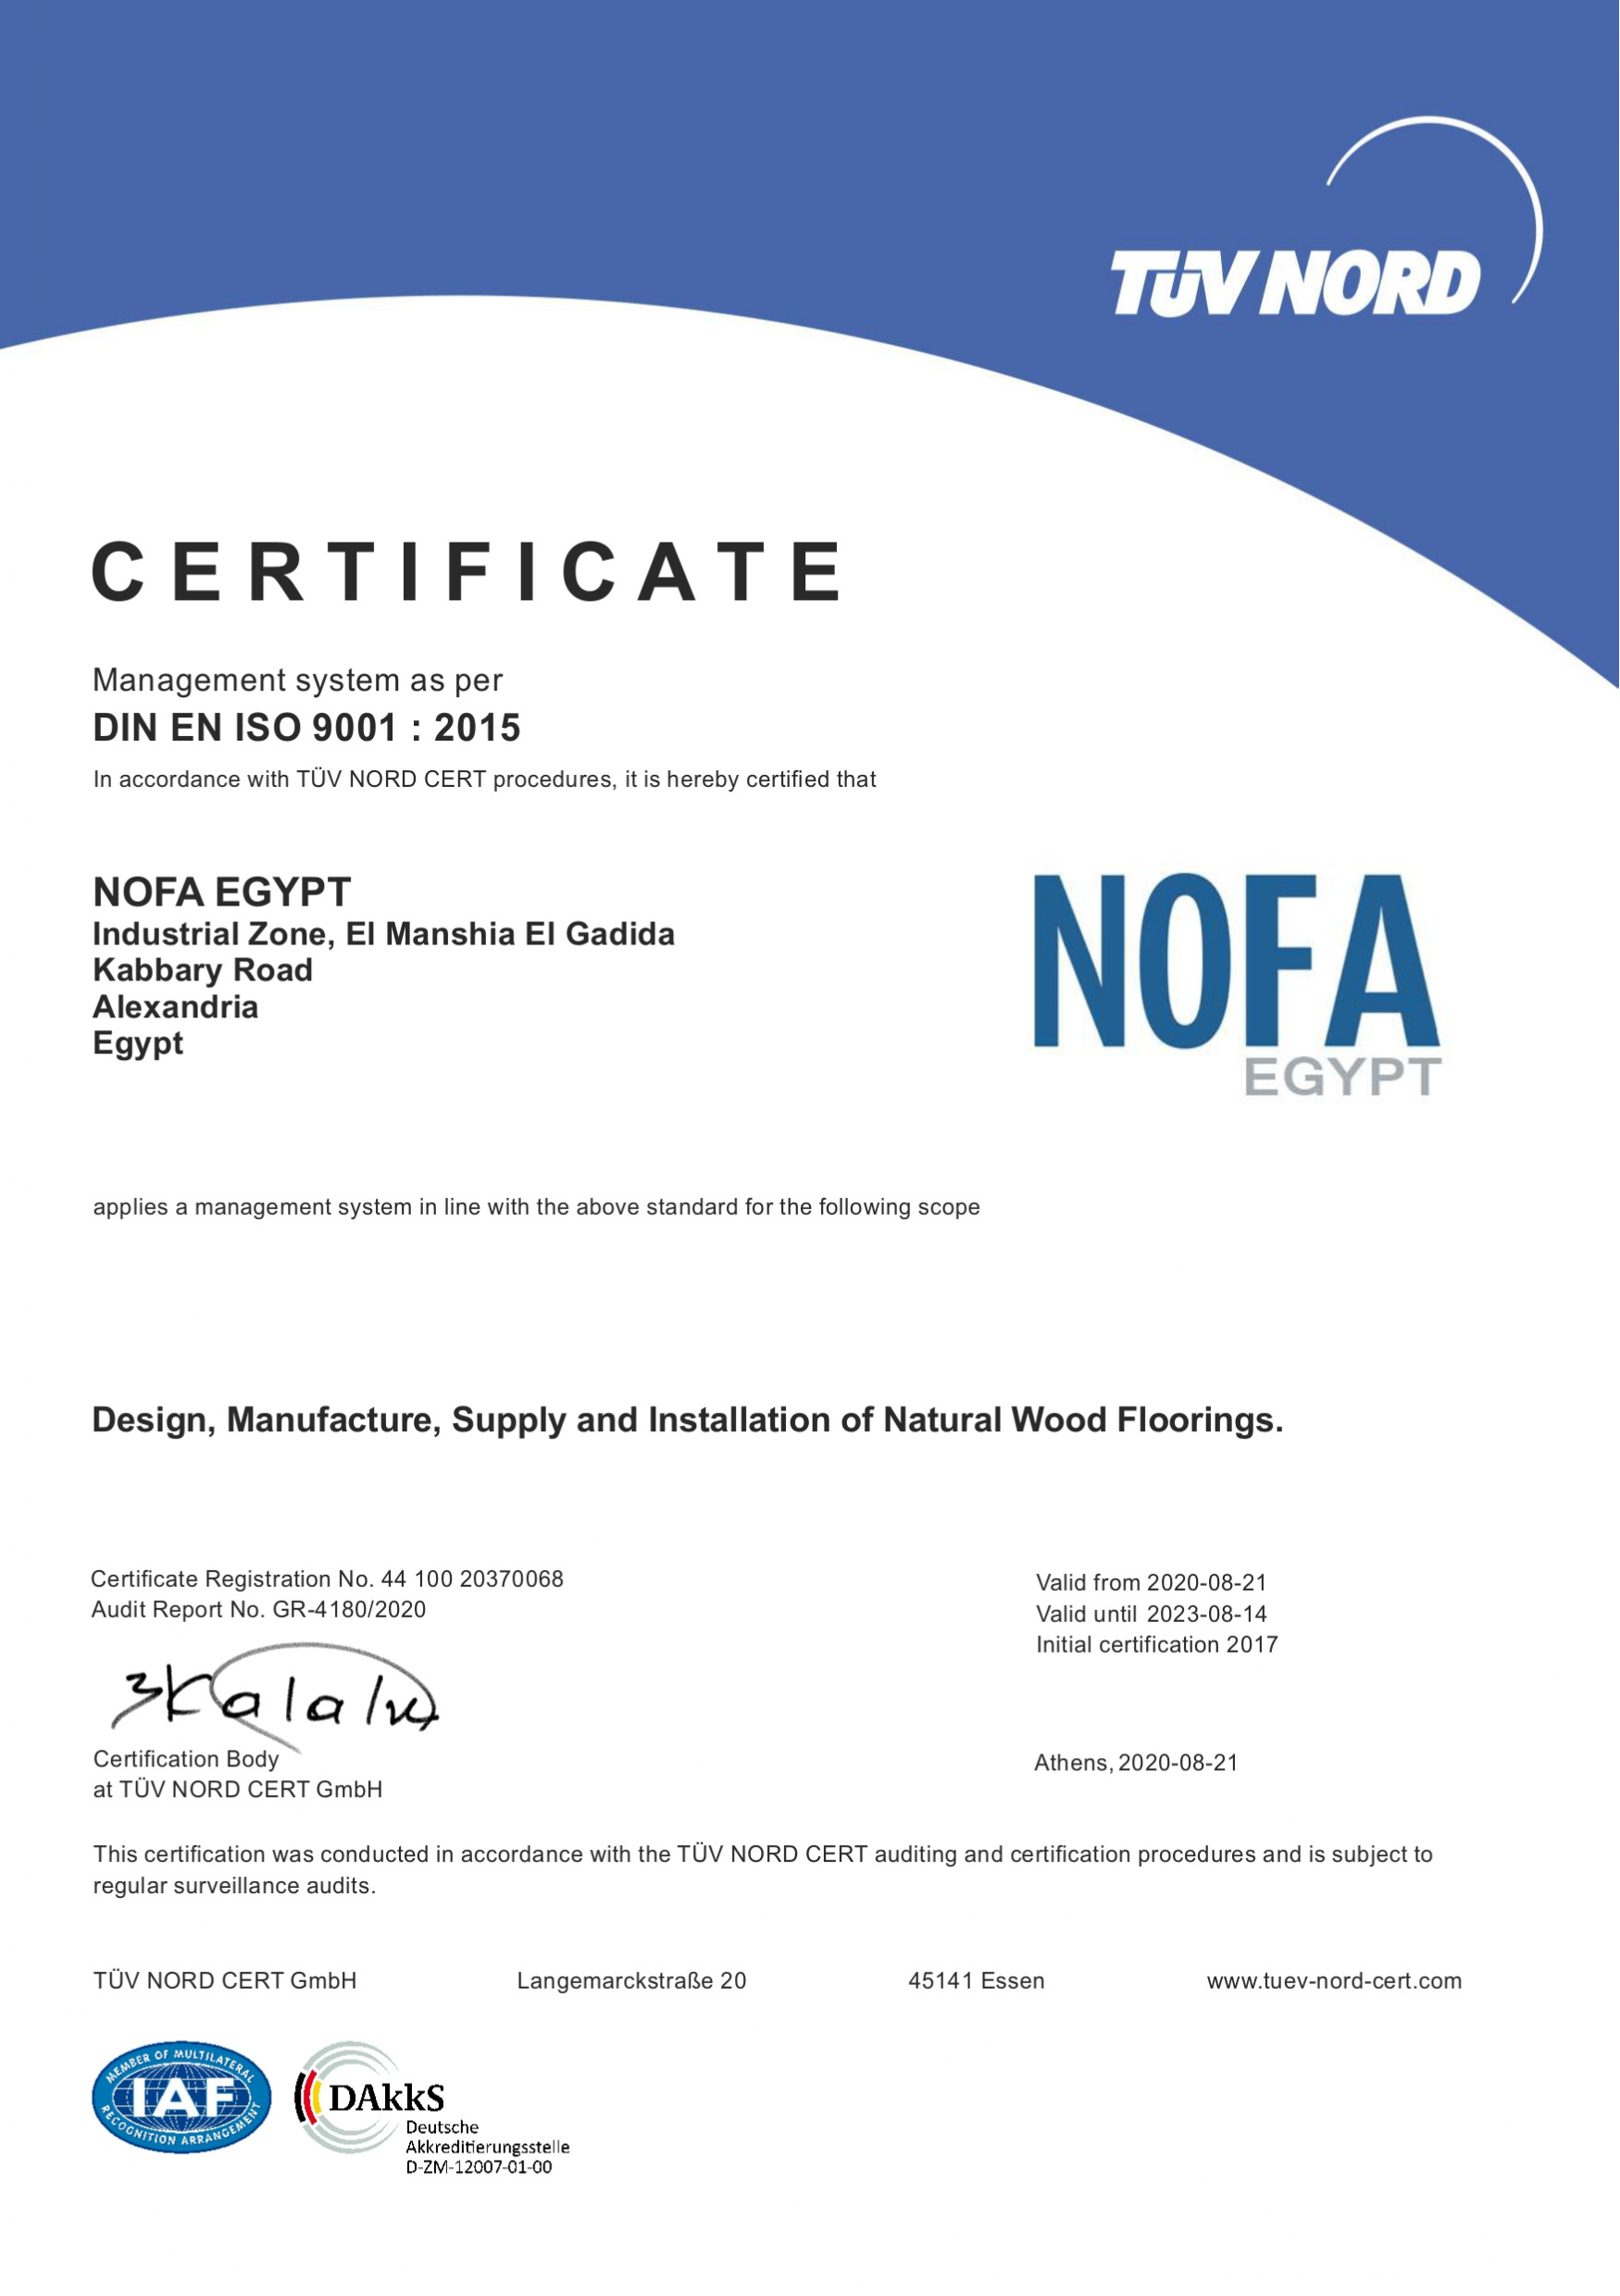 TÜV NORD
CERTIFICATE
Management system as per
DIN EN ISO 9001 : 2015
In accordance with TÜV NORD CERT procedures, it is hereby certified that
NOFA EGYPT
Industrial Zone, El Manshia El Gadida
Kabbary Road
Alexandria
Egypt
NOFA
EGYPT
applies a management system in line with the above standard for the following scope
Design, Manufacture, Supply and Installation of Natural Wood Floorings.
Certificate Registration No. 44 100 20370068
Audit Report No. GR-4180/2020
Valid from 2020-08-21
Valid until 2023-08-14
Initial certification 2017
Certification Body
at TÜV NORD CERT GmbH
Athens, 2020-08-21
This certification was conducted in accordance with the TÜV NORD CERT auditing and certification procedures and is subject to
regular surveillance audits.
TÜV NORD CERT GmbH Langemarckstraße 20 45141 Essen www.tuev-nord-cert.com
MEMBER OF MULTILATERAL
IAF
RECOGNITION ARRANGEMENT
DAkkS
Deutsche
Akkreditierungsstelle
D-ZM-12007-01-00